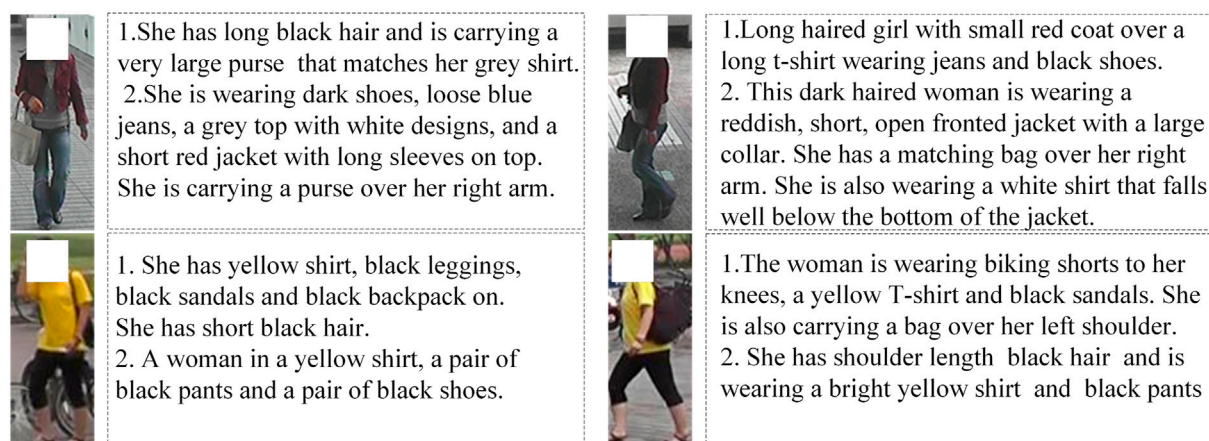 1.She has long black hair and is carrying a
very large purse that matches her grey shirt.
2.She is wearing dark shoes, loose blue
jeans, a grey top with white designs, and a
short red jacket with long sleeves on top.
She is carrying a purse over her right arm.
1.Long haired girl with small red coat over a
long t-shirt wearing jeans and black shoes.
2. This dark haired woman is wearing a
reddish, short, open fronted jacket with a large
collar. She has a matching bag over her right
arm. She is also wearing a white shirt that falls
well below the bottom of the jacket.
1. She has yellow shirt, black leggings,
black sandals and black backpack on.
She has short black hair.
2. A woman in a yellow shirt, a pair of
black pants and a pair of black shoes.
1.The woman is wearing biking shorts to her
knees, a yellow T-shirt and black sandals. She
is also carrying a bag over her left shoulder.
2. She has shoulder length black hair and is
wearing a bright yellow shirt and black pants